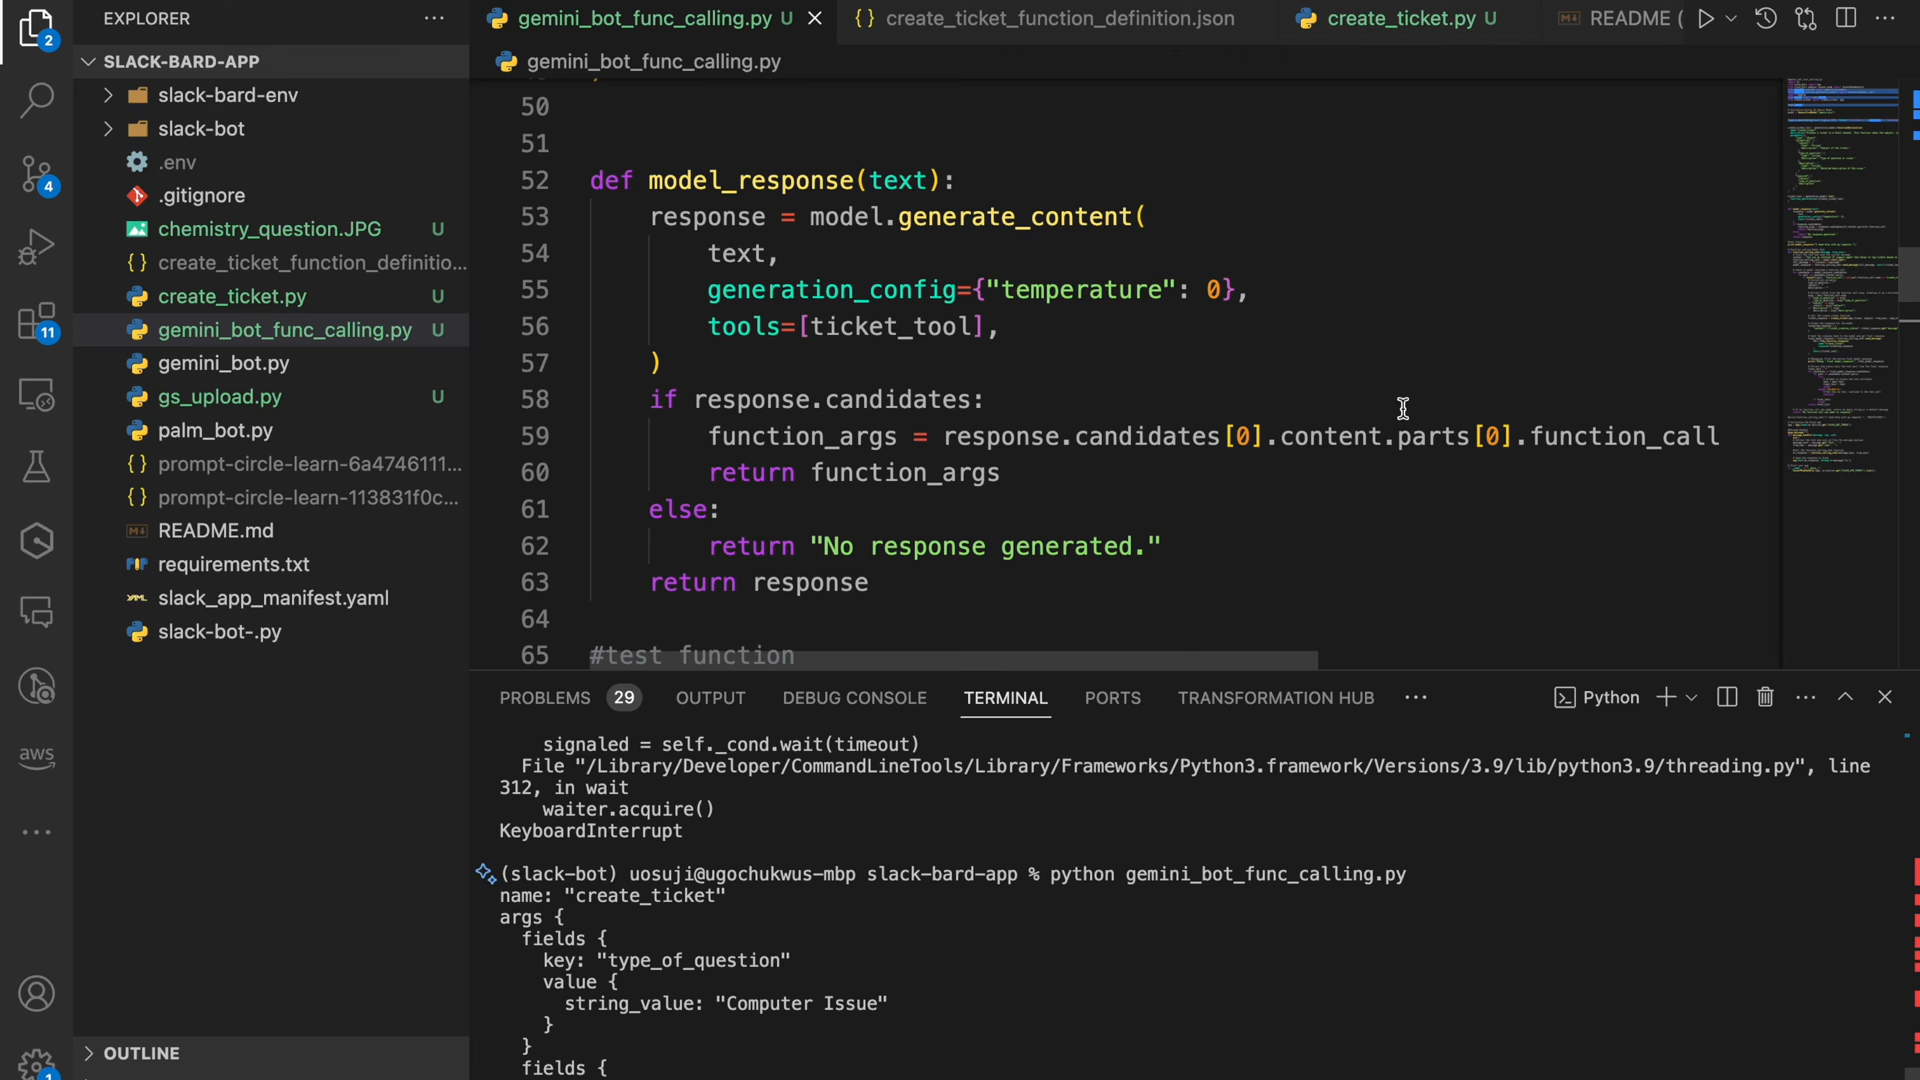 EXPLORER
SLACK-BARD-APP
slack-bard-env
slack-bot
.env
.gitignore
chemistry_question.JPG U
create_ticket_function_definitio...
create_ticket.py U
gemini_bot_func_calling.py U
gemini_bot.py
gs_upload.py U
palm_bot.py
prompt-circle-learn-6a4746111...
prompt-circle-learn-113831f0c...
README.md
requirements.txt
slack_app_manifest.yaml
slack-bot-.py
OUTLINE
2
4
11
aws
1
gemini_bot_func_calling.py U
create_ticket_function_definition.json
create_ticket.py U
README (
gemini_bot_func_calling.py
50
51
52 def model_response(text):
53 response = model.generate_content(
54 text,
55 generation_config={"temperature": 0},
56 tools=[ticket_tool],
57 )
58 if response.candidates:
59 function_args = response.candidates[0].content.parts[0].function_call
60 return function_args
61 else:
62 return "No response generated."
63 return response
64
65 #test function
PROBLEMS 29 OUTPUT DEBUG CONSOLE TERMINAL PORTS TRANSFORMATION HUB ··· Python
signaled = self._cond.wait(timeout)
File "/Library/Developer/CommandLineTools/Library/Frameworks/Python3.framework/Versions/3.9/lib/python3.9/threading.py", line
312, in wait
waiter.acquire()
KeyboardInterrupt
(slack-bot) uosuji@ugochukwus-mbp slack-bard-app % python gemini_bot_func_calling.py
name: "create_ticket"
args {
fields {
key: "type_of_question"
value {
string_value: "Computer Issue"
}
}
fields {